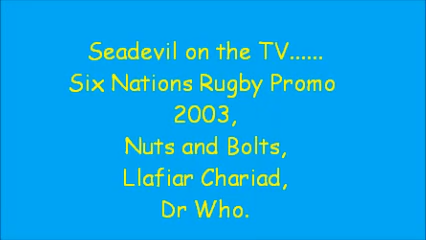 Seadevil on the TV......
Six Nations Rugby Promo
2003,
Nuts and Bolts,
Llafiar Chariad,
Dr Who.